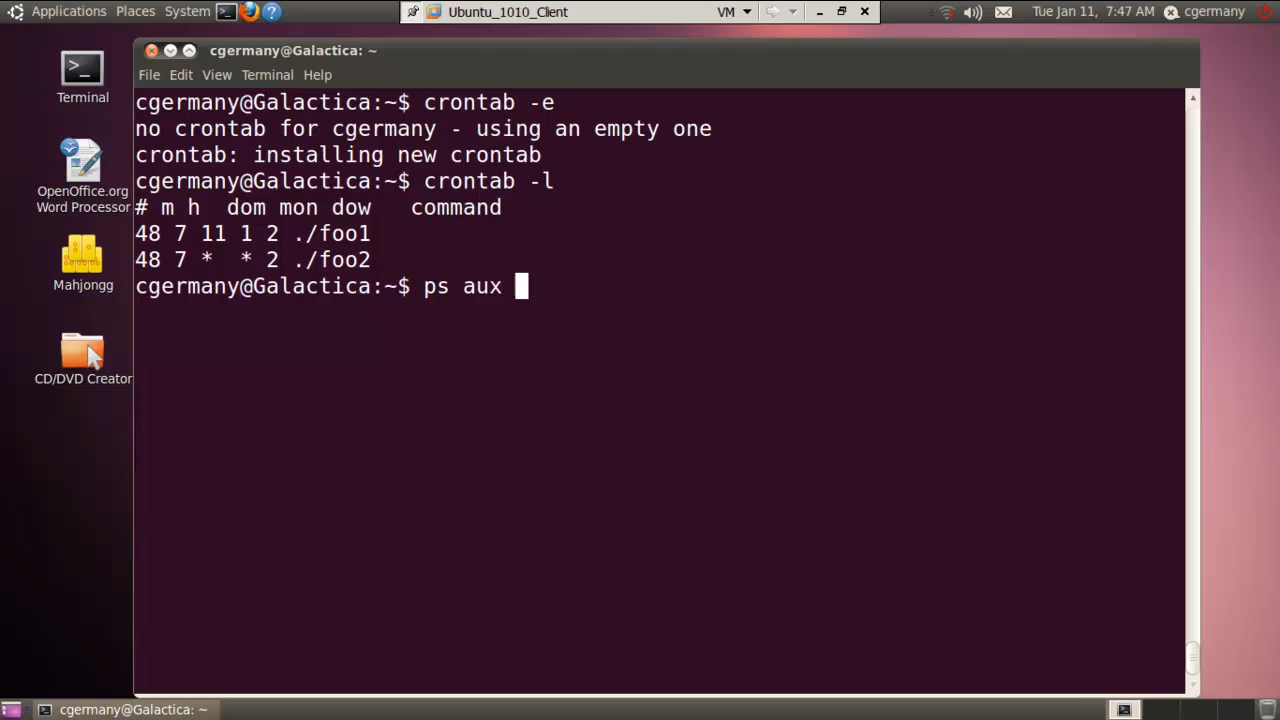 Applications Places System Ubuntu_1010_Client VM Tue Jan 11, 7:47 AM cgermany
cgermany@Galactica: ~
File Edit View Terminal Help
Terminal
OpenOffice.org
Word Processor
Mahjongg
CD/DVD Creator
cgermany@Galactica:~$ crontab -e
no crontab for cgermany - using an empty one
crontab: installing new crontab
cgermany@Galactica:~$ crontab -l
# m h  dom mon dow   command
48 7 11 1 2 ./foo1
48 7 *  * 2 ./foo2
cgermany@Galactica:~$ ps aux
cgermany@Galactica: ~